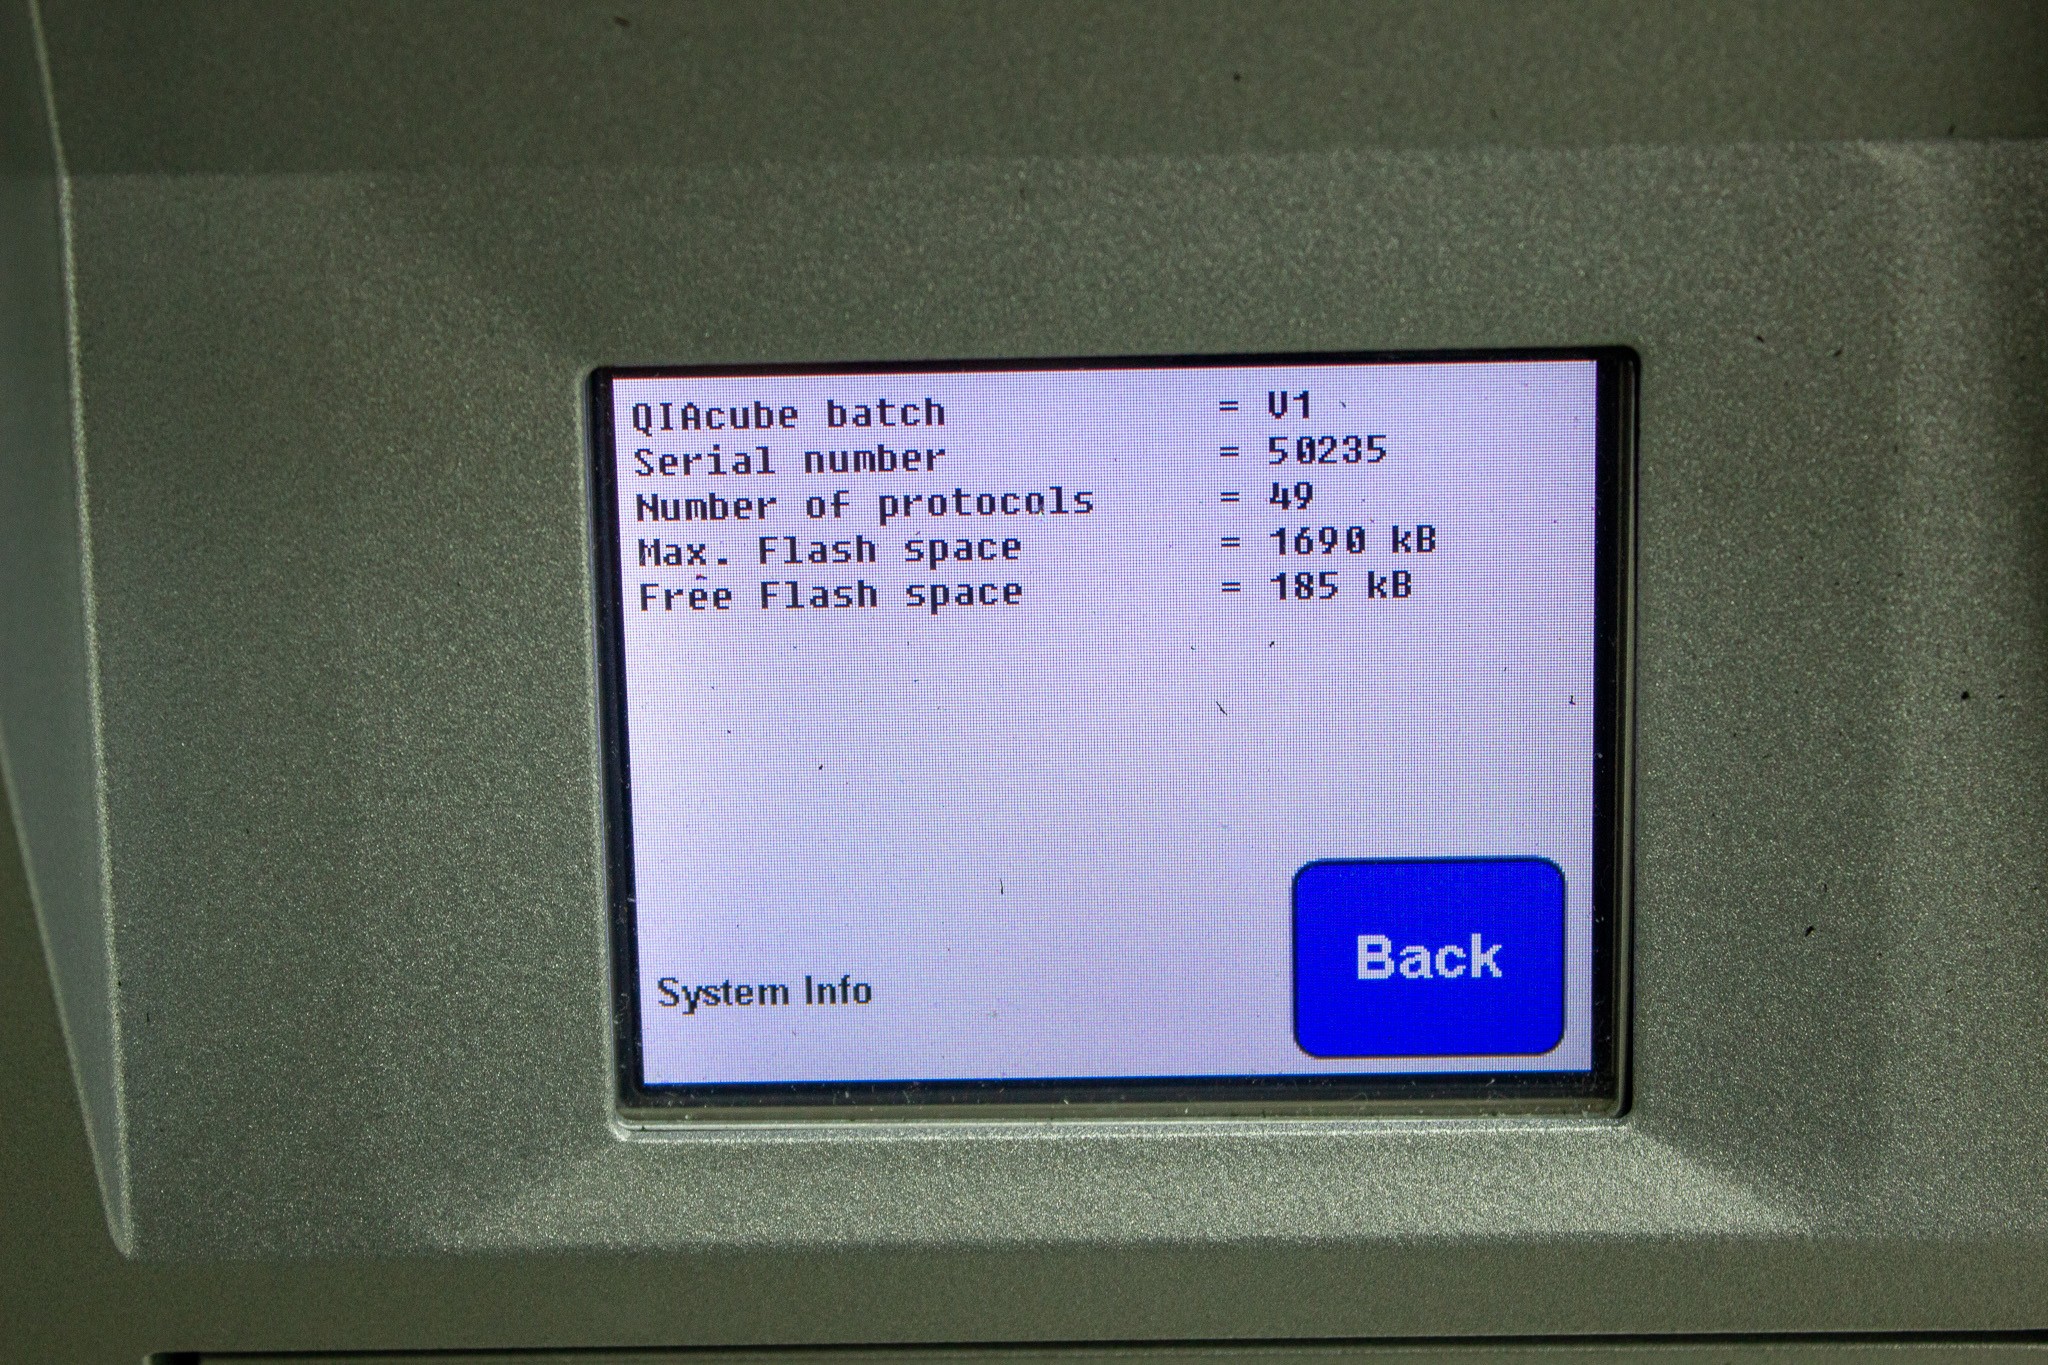 QIAcube batch = V1
Serial number = 50235
Number of protocols = 49
Max. Flash space = 1690 kB
Free Flash space = 185 kB
System Info
Back